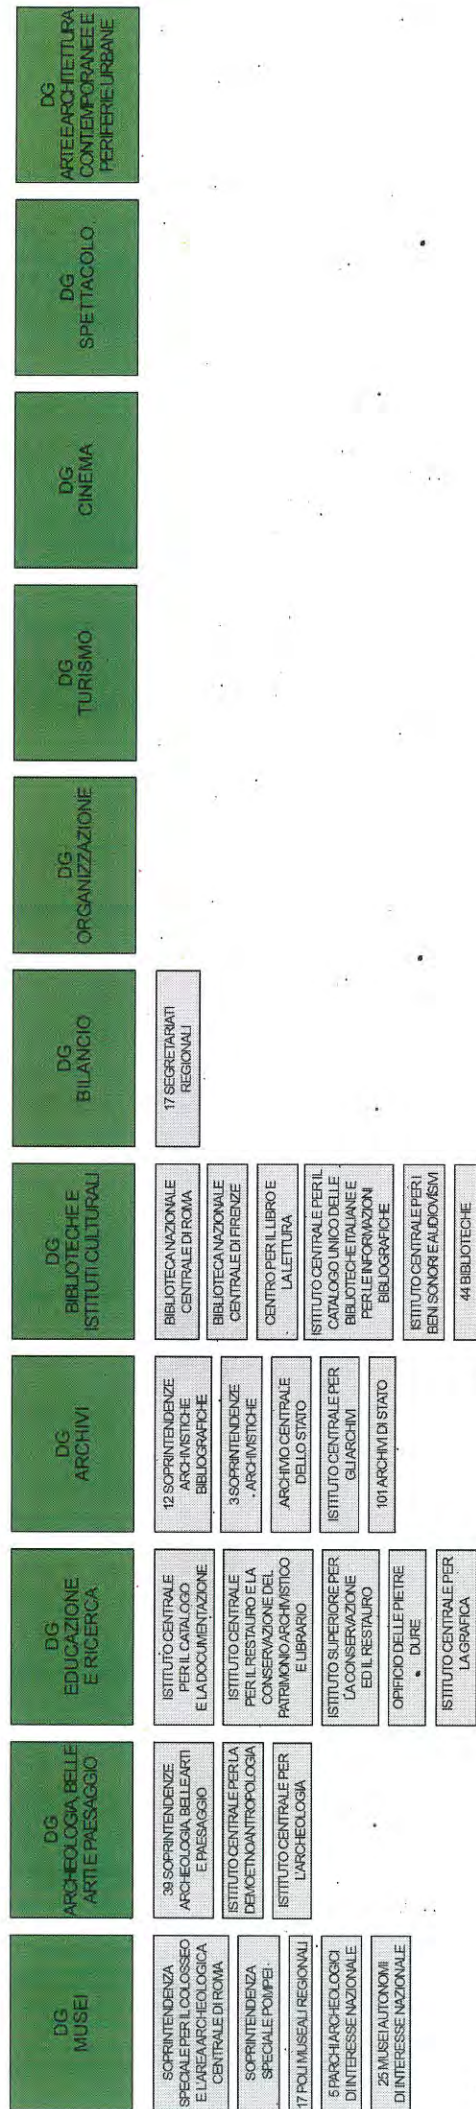 DG
MUSEI
SOPRINTENDENZA
SPECIALE PER IL COLOSSEO
E L'AREA ARCHEOLOGICA
CENTRALE DI ROMA
SOPRINTENDENZA
SPECIALE POMPEI
17 POLI MUSEALI REGIONALI
5 PARCHI ARCHEOLOGICI
DI INTERESSE NAZIONALE
25 MUSEI AUTONOMI
DI INTERESSE NAZIONALE
DG
ARCHEOLOGIA, BELLE
ARTI E PAESAGGIO
39 SOPRINTENDENZE
ARCHEOLOGIA, BELLE ARTI
E PAESAGGIO
ISTITUTO CENTRALE PER LA
DEMOETNOANTROPOLOGIA
ISTITUTO CENTRALE PER
L'ARCHEOLOGIA
DG
EDUCAZIONE
E RICERCA
ISTITUTO CENTRALE
PER IL CATALOGO
E LA DOCUMENTAZIONE
ISTITUTO CENTRALE
PER IL RESTAURO E LA
CONSERVAZIONE DEL
PATRIMONIO ARCHIVISTICO
E LIBRARIO
ISTITUTO SUPERIORE PER
LA CONSERVAZIONE
ED IL RESTAURO
OPIFICIO DELLE PIETRE
DURE
ISTITUTO CENTRALE PER
LA GRAFICA
DG
ARCHIVI
12 SOPRINTENDENZE
ARCHIVISTICHE
BIBLIOGRAFICHE
3 SOPRINTENDENZE
ARCHIVISTICHE
ARCHIVIO CENTRALE
DELLO STATO
ISTITUTO CENTRALE PER
GLI ARCHIVI
101 ARCHIVI DI STATO
DG
BIBLIOTECHE E
ISTITUTI CULTURALI
BIBLIOTECA NAZIONALE
CENTRALE DI ROMA
BIBLIOTECA NAZIONALE
CENTRALE DI FIRENZE
CENTRO PER IL LIBRO E
LA LETTURA
ISTITUTO CENTRALE PER IL
CATALOGO UNICO DELLE
BIBLIOTECHE ITALIANE E
PER LE INFORMAZIONI
BIBLIOGRAFICHE
ISTITUTO CENTRALE PER I
BENI SONORI E AUDIOVISIVI
44 BIBLIOTECHE
DG
BILANCIO
17 SEGRETARIATI
REGIONALI
DG
ORGANIZZAZIONE
DG
TURISMO
DG
CINEMA
DG
SPETTACOLO
DG
ARTE E ARCHITETTURA
CONTEMPORANEE E
PERIFERIE URBANE